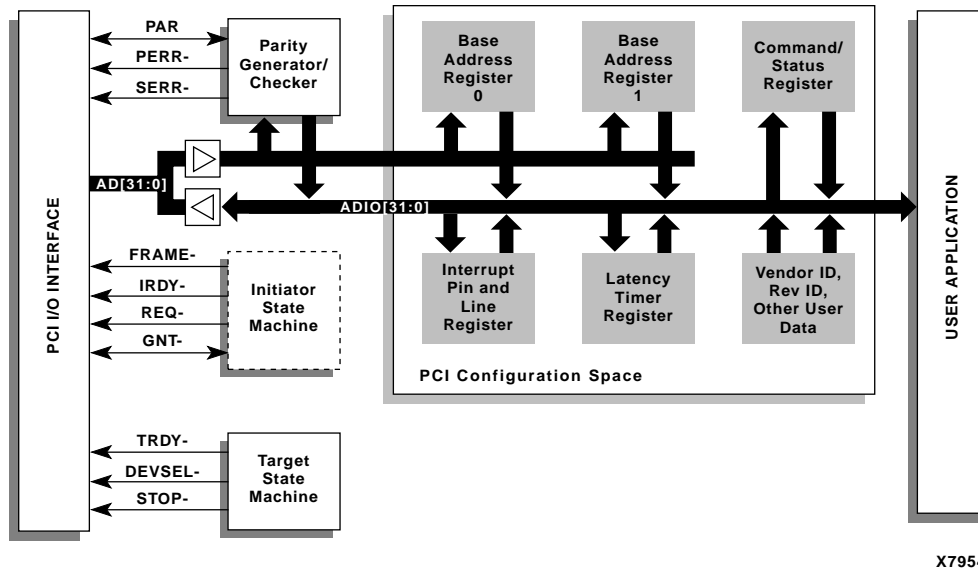 PAR
PERR-
SERR-
Parity
Generator/
Checker
Base
Address
Register
0
Base
Address
Register
1
Command/
Status
Register
AD[31:0]
ADIO[31:0]
PCI I/O INTERFACE
USER APPLICATION
FRAME-
IRDY-
REQ-
GNT-
Initiator
State
Machine
Interrupt
Pin and
Line
Register
Latency
Timer
Register
Vendor ID,
Rev ID,
Other User
Data
PCI Configuration Space
TRDY-
DEVSEL-
STOP-
Target
State
Machine